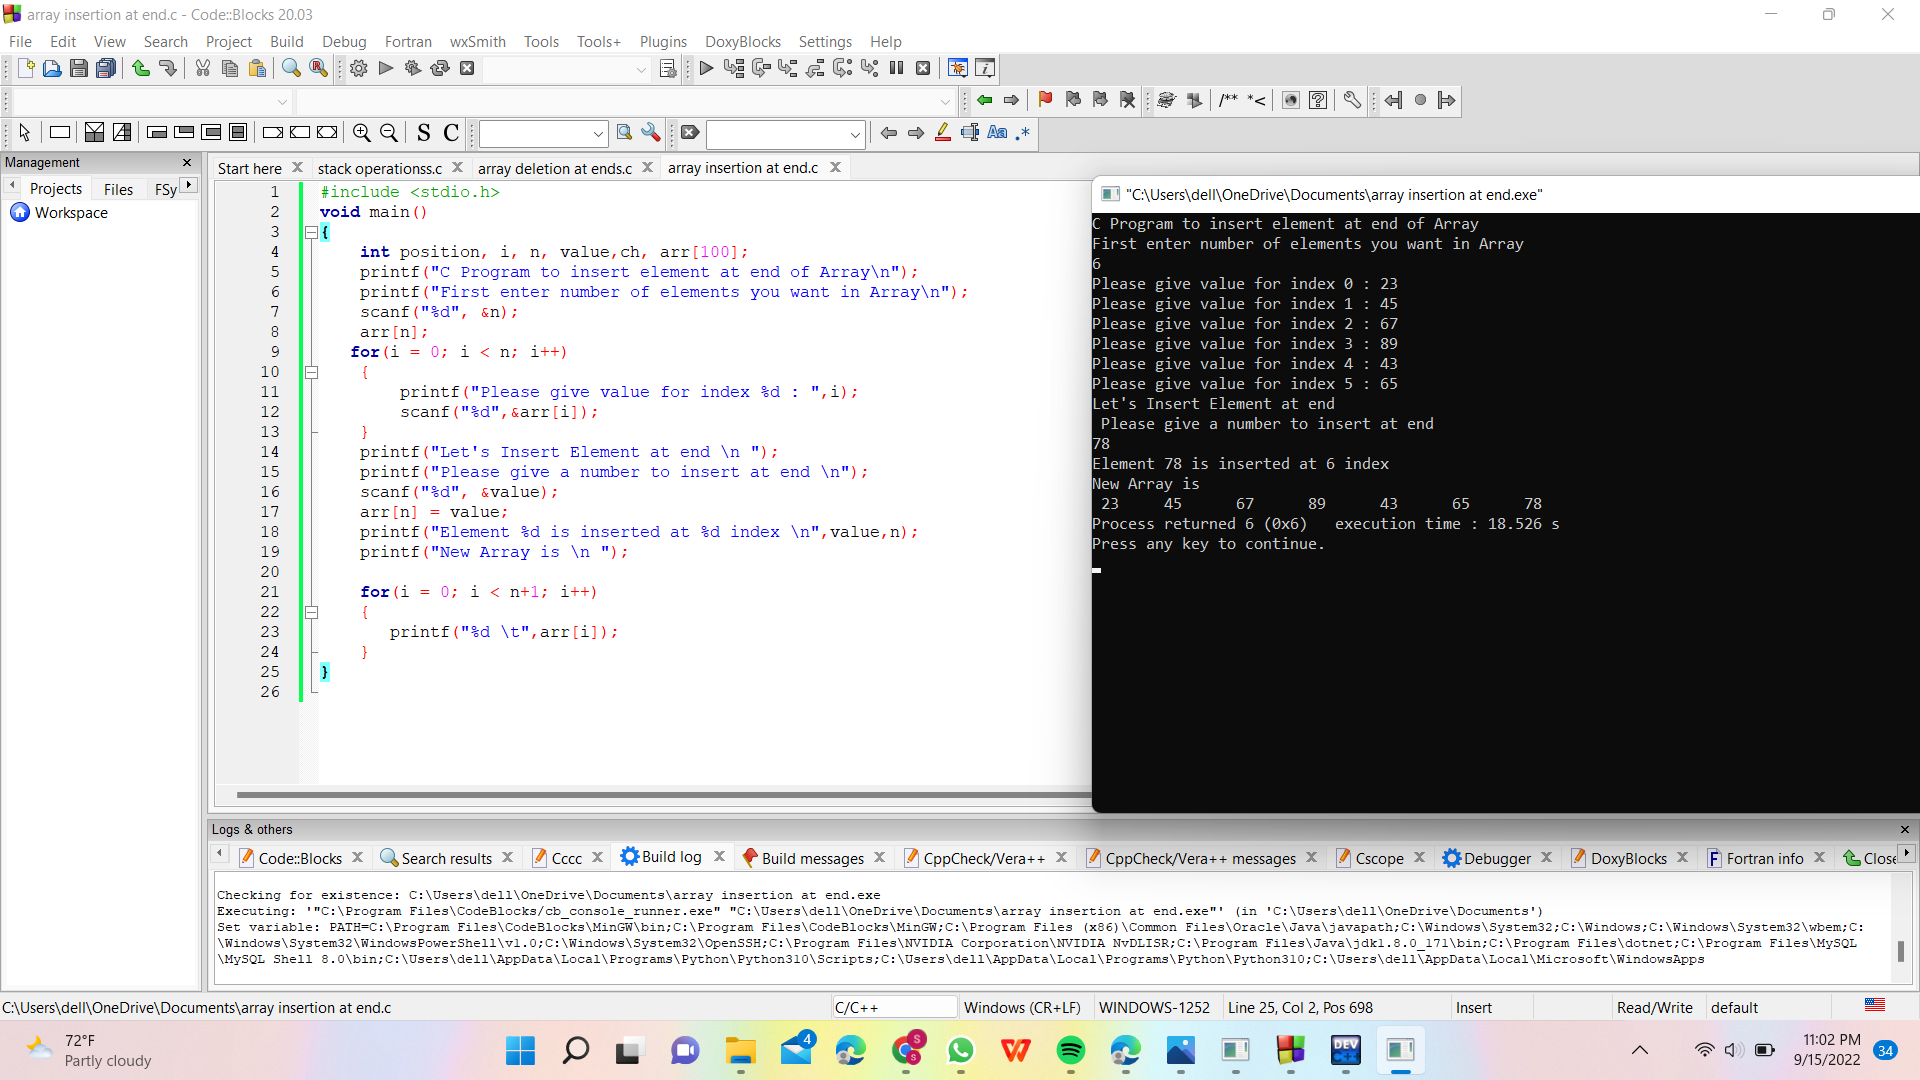 array insertion at end.c - Code::Blocks 20.03
File Edit View Search Project Build Debug Fortran wxSmith Tools Tools+ Plugins DoxyBlocks Settings Help
/** *<
S C
Aa .*
Management
Projects Files FSy
Workspace
Start here stack operationss.c array deletion at ends.c array insertion at end.c
1 #include <stdio.h>
2 void main()
3 {
4 int position, i, n, value,ch, arr[100];
5 printf("C Program to insert element at end of Array\n");
6 printf("First enter number of elements you want in Array\n");
7 scanf("%d", &n);
8 arr[n];
9 for(i = 0; i < n; i++)
10 {
11 printf("Please give value for index %d : ",i);
12 scanf("%d",&arr[i]);
13 }
14 printf("Let's Insert Element at end \n ");
15 printf("Please give a number to insert at end \n");
16 scanf("%d", &value);
17 arr[n] = value;
18 printf("Element %d is inserted at %d index \n",value,n);
19 printf("New Array is \n ");
20
21 for(i = 0; i < n+1; i++)
22 {
23 printf("%d \t",arr[i]);
24 }
25 }
26
"C:\Users\dell\OneDrive\Documents\array insertion at end.exe"
C Program to insert element at end of Array
First enter number of elements you want in Array
6
Please give value for index 0 : 23
Please give value for index 1 : 45
Please give value for index 2 : 67
Please give value for index 3 : 89
Please give value for index 4 : 43
Please give value for index 5 : 65
Let's Insert Element at end
Please give a number to insert at end
78
Element 78 is inserted at 6 index
New Array is
23 45 67 89 43 65 78
Process returned 6 (0x6) execution time : 18.526 s
Press any key to continue.
Logs & others
Code::Blocks Search results Cccc Build log Build messages CppCheck/Vera++ CppCheck/Vera++ messages Cscope Debugger DoxyBlocks Fortran info Close
Checking for existence: C:\Users\dell\OneDrive\Documents\array insertion at end.exe
Executing: '"C:\Program Files\CodeBlocks/cb_console_runner.exe" "C:\Users\dell\OneDrive\Documents\array insertion at end.exe"' (in 'C:\Users\dell\OneDrive\Documents')
Set variable: PATH=C:\Program Files\CodeBlocks\MinGW\bin;C:\Program Files\CodeBlocks\MinGW;C:\Program Files (x86)\Common Files\Oracle\Java\javapath;C:\Windows\System32;C:\Windows;C:\Windows\System32\wbem;C:
\Windows\System32\WindowsPowerShell\v1.0;C:\Windows\System32\OpenSSH;C:\Program Files\NVIDIA Corporation\NVIDIA NvDLISR;C:\Program Files\Java\jdk1.8.0_171\bin;C:\Program Files\dotnet;C:\Program Files\MySQL
\MySQL Shell 8.0\bin;C:\Users\dell\AppData\Local\Programs\Python\Python310\Scripts;C:\Users\dell\AppData\Local\Programs\Python\Python310;C:\Users\dell\AppData\Local\Microsoft\WindowsApps
C:\Users\dell\OneDrive\Documents\array insertion at end.c C/C++ Windows (CR+LF) WINDOWS-1252 Line 25, Col 2, Pos 698 Insert Read/Write default
72°F
Partly cloudy
4
S
S
DEV
C++
11:02 PM
9/15/2022
34